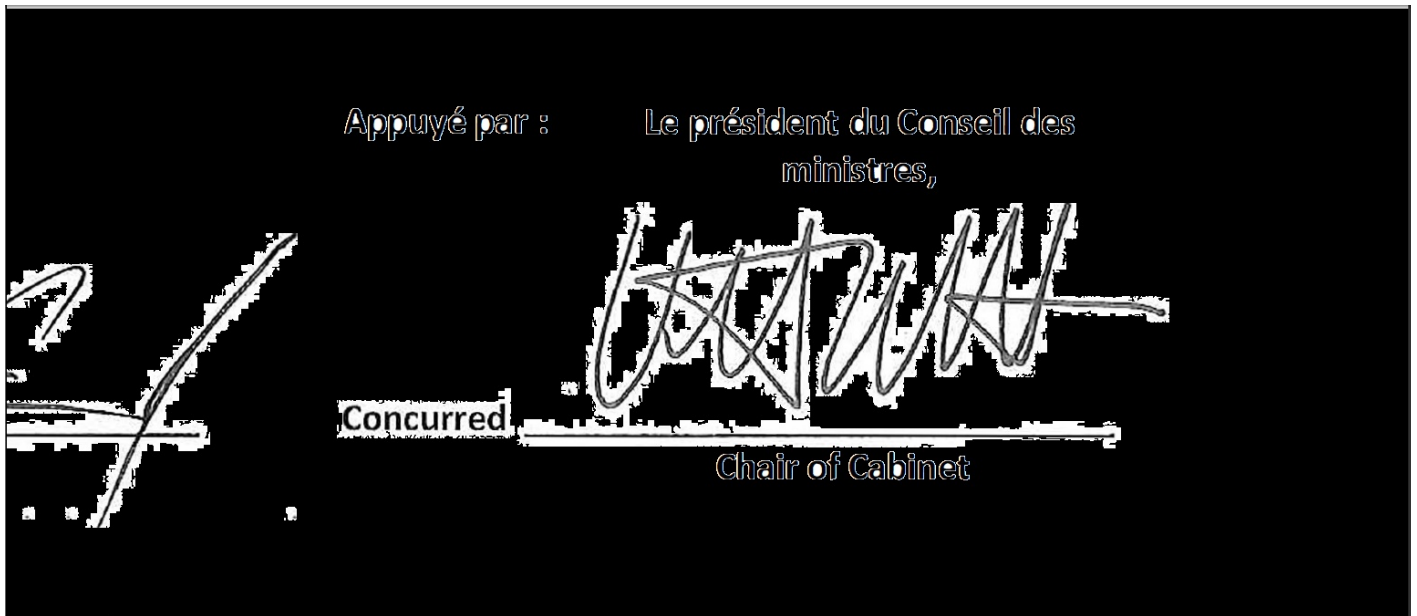 Appuyé par : Le président du Conseil des
ministres,
Concurred
Chair of Cabinet